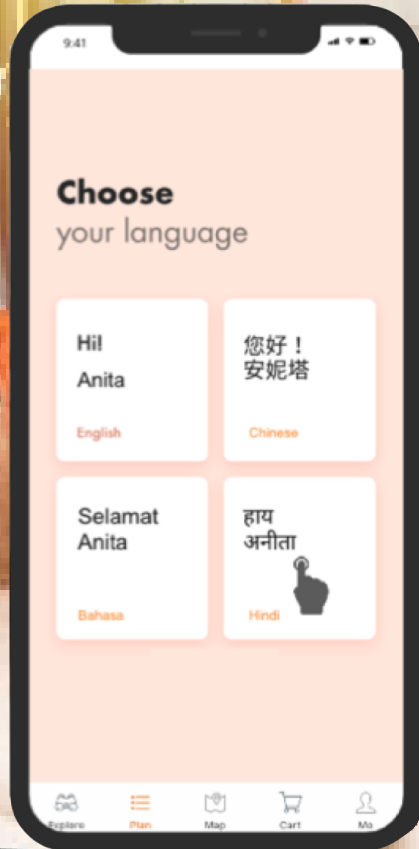 9:41
Choose
your language
Hi!
Anita
English
您好！
安妮塔
Chinese
Selamat
Anita
Bahasa
हाय
अनीता
Hindi
Explore
Plan
Map
Cart
Me